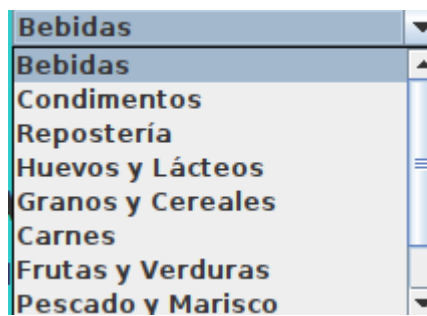 Bebidas
Bebidas
Condimentos
Repostería
Huevos y Lácteos
Granos y Cereales
Carnes
Frutas y Verduras
Pescado y Marisco